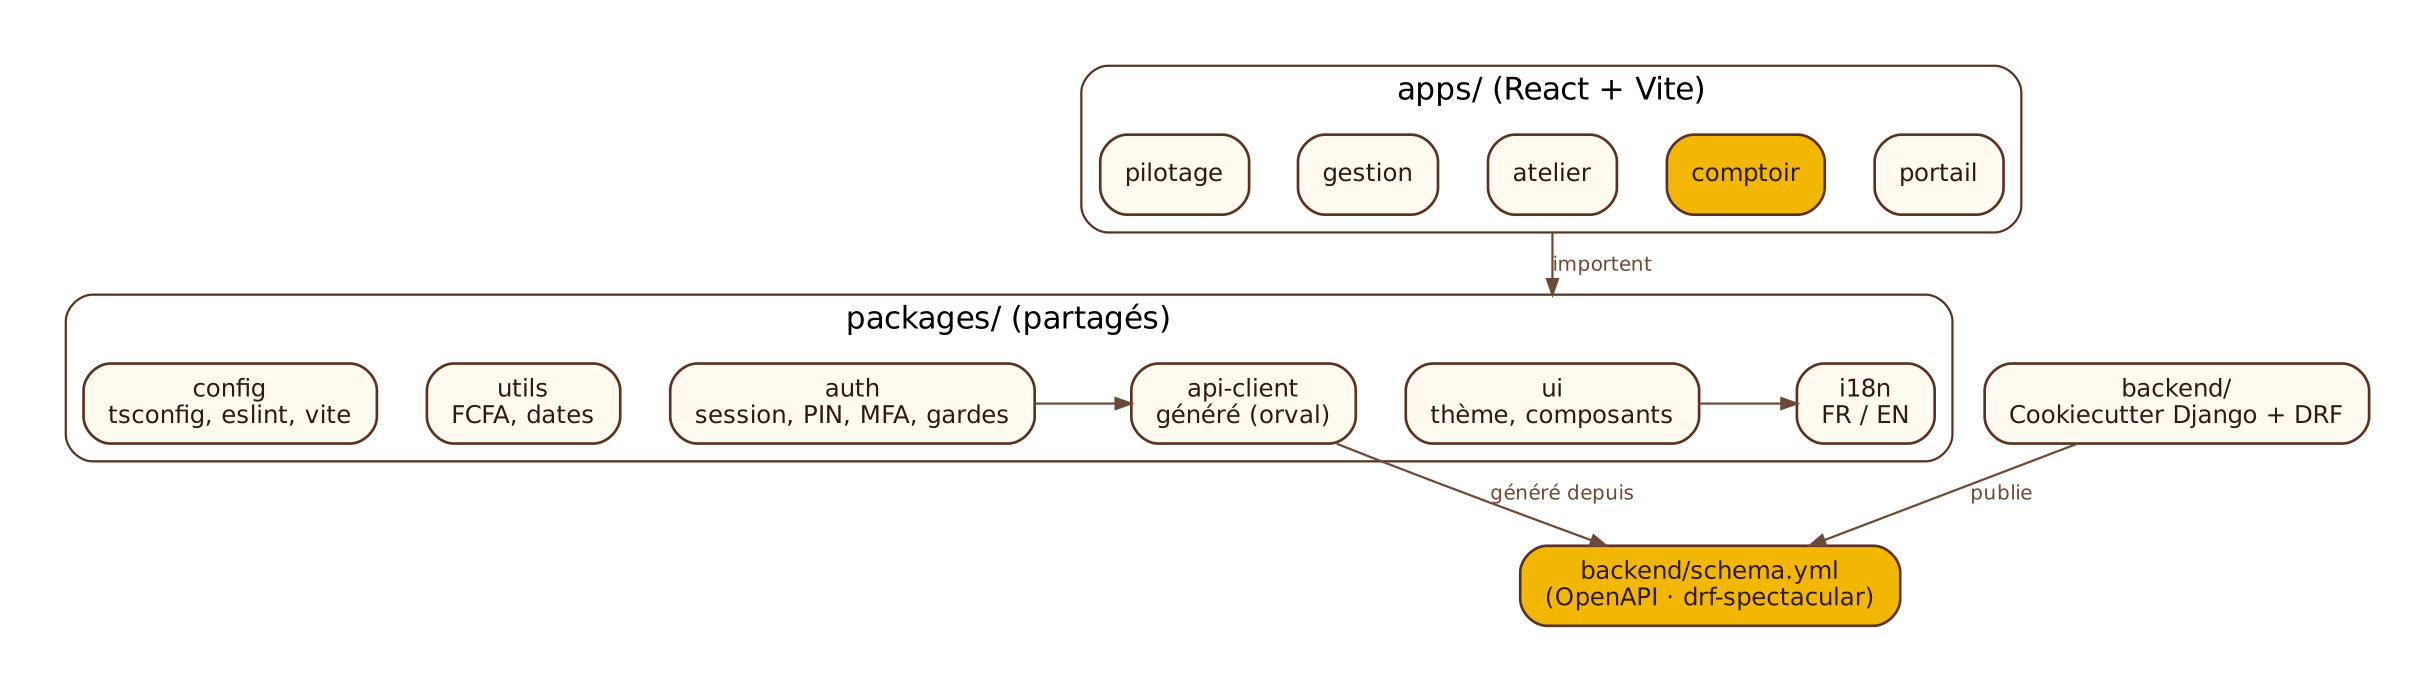 apps/ (React + Vite)
pilotage
gestion
atelier
comptoir
portail
importent
packages/ (partagés)
config
tsconfig, eslint, vite
utils
FCFA, dates
auth
session, PIN, MFA, gardes
api-client
généré (orval)
ui
thème, composants
i18n
FR / EN
backend/
Cookiecutter Django + DRF
généré depuis
publie
backend/schema.yml
(OpenAPI · drf-spectacular)